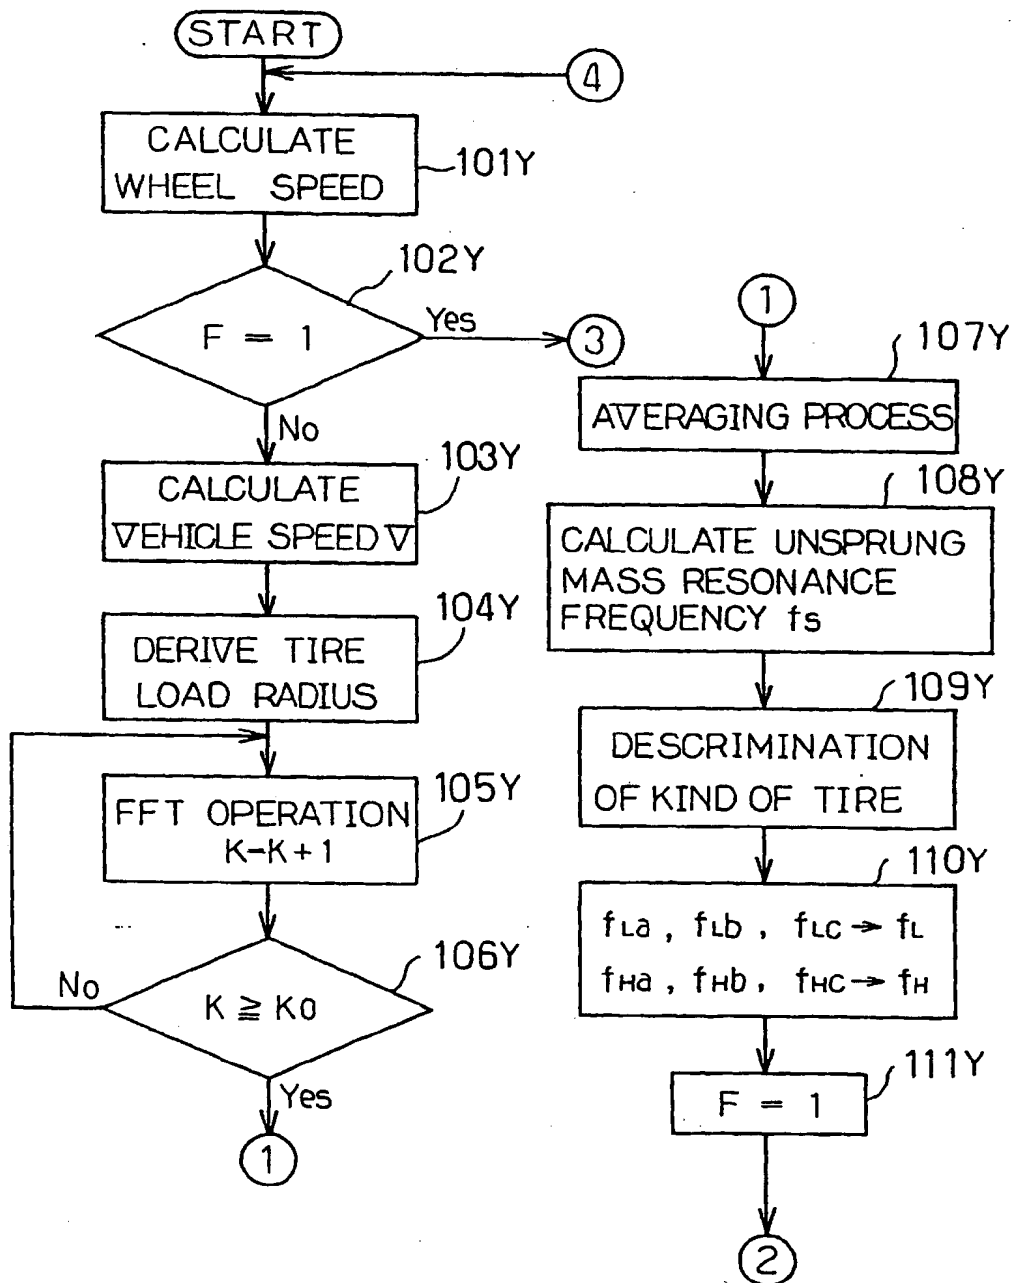 START
4
CALCULATE
WHEEL SPEED
101Y
102Y
F = 1
Yes
3
No
CALCULATE
VEHICLE SPEED V
103Y
DERIVE TIRE
LOAD RADIUS
104Y
FFT OPERATION
K-K+1
105Y
K ≧ Ko
106Y
No
Yes
1
1
107Y
AVERAGING PROCESS
108Y
CALCULATE UNSPRUNG
MASS RESONANCE
FREQUENCY fs
109Y
DESCRIMINATION
OF KIND OF TIRE
110Y
fLa , fLb , fLc → fL
fHa , fHb , fHc → fH
111Y
F = 1
2